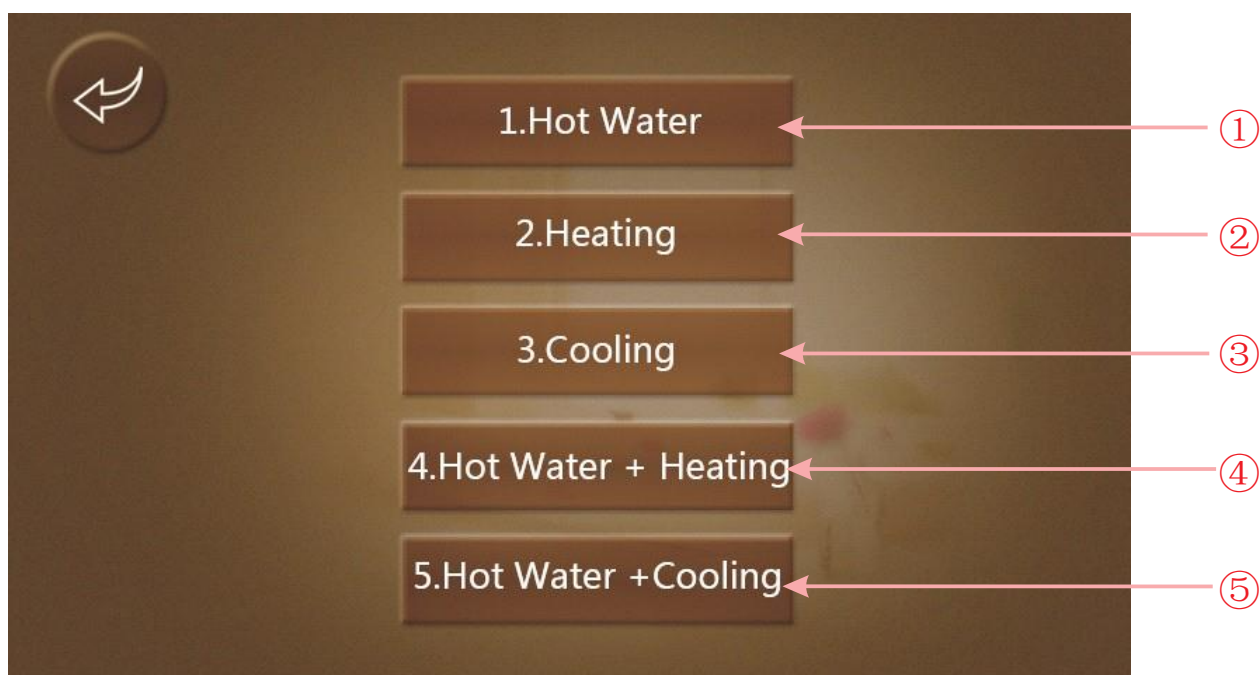 1.Hot Water
①
2.Heating
②
3.Cooling
③
4.Hot Water + Heating
④
5.Hot Water +Cooling
⑤